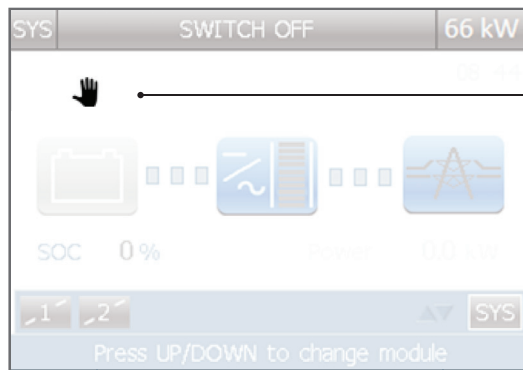 SYS SWITCH OFF 66 kW
SOC 0 % Power 0.0 kW
1 2 SYS
Press UP/DOWN to change module